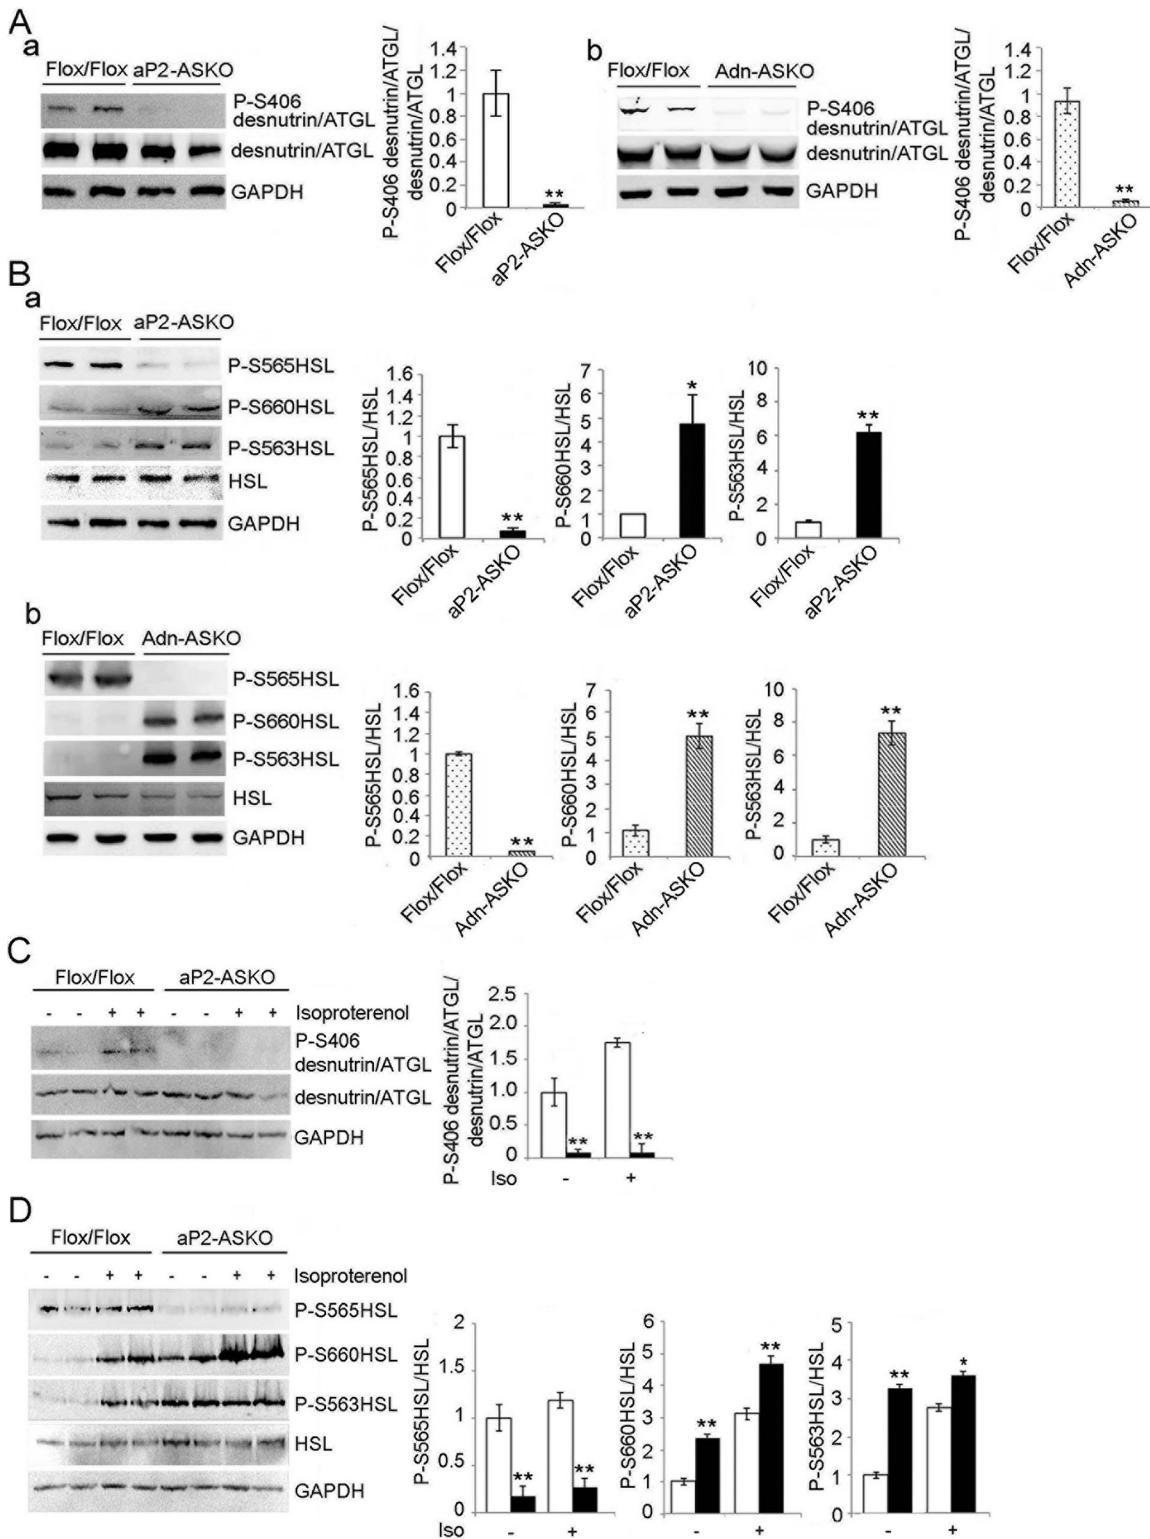 A
a
Flox/Flox aP2-ASKO
P-S406
desnutrin/ATGL
desnutrin/ATGL
GAPDH
P-S406 desnutrin/ATGL/
desnutrin/ATGL
1.4
1.2
1
0.8
0.6
0.4
0.2
0
**
Flox/Flox
aP2-ASKO
b
Flox/Flox Adn-ASKO
P-S406
desnutrin/ATGL
desnutrin/ATGL
GAPDH
P-S406 desnutrin/ATGL/
desnutrin/ATGL
1.4
1.2
1
0.8
0.6
0.4
0.2
0
**
Flox/Flox
Adn-ASKO
B
a
Flox/Flox aP2-ASKO
P-S565HSL
P-S660HSL
P-S563HSL
HSL
GAPDH
P-S565HSL/HSL
1.6
1.4
1.2
1
0.8
0.6
0.4
0.2
0
**
Flox/Flox
aP2-ASKO
P-S660HSL/HSL
7
6
5
4
3
2
1
0
*
Flox/Flox
aP2-ASKO
P-S563HSL/HSL
10
8
6
4
2
0
**
Flox/Flox
aP2-ASKO
b
Flox/Flox Adn-ASKO
P-S565HSL
P-S660HSL
P-S563HSL
HSL
GAPDH
P-S565HSL/HSL
1.6
1.4
1.2
1
0.8
0.6
0.4
0.2
0
**
Flox/Flox
Adn-ASKO
P-S660HSL/HSL
7
6
5
4
3
2
1
0
**
Flox/Flox
Adn-ASKO
P-S563HSL/HSL
10
8
6
4
2
0
**
Flox/Flox
Adn-ASKO
C
Flox/Flox aP2-ASKO
- - + + - - + + Isoproterenol
P-S406
desnutrin/ATGL
desnutrin/ATGL
GAPDH
P-S406 desnutrin/ATGL/
desnutrin/ATGL
2.5
2.0
1.5
1.0
0.5
0
** **
Iso - +
D
Flox/Flox aP2-ASKO
- - + + - - + + Isoproterenol
P-S565HSL
P-S660HSL
P-S563HSL
HSL
GAPDH
P-S565HSL/HSL
2
1.5
1
0.5
0
** **
Iso - +
P-S660HSL/HSL
6
5
4
3
2
1
0
** **
- +
P-S563HSL/HSL
5
4
3
2
1
0
** *
- +